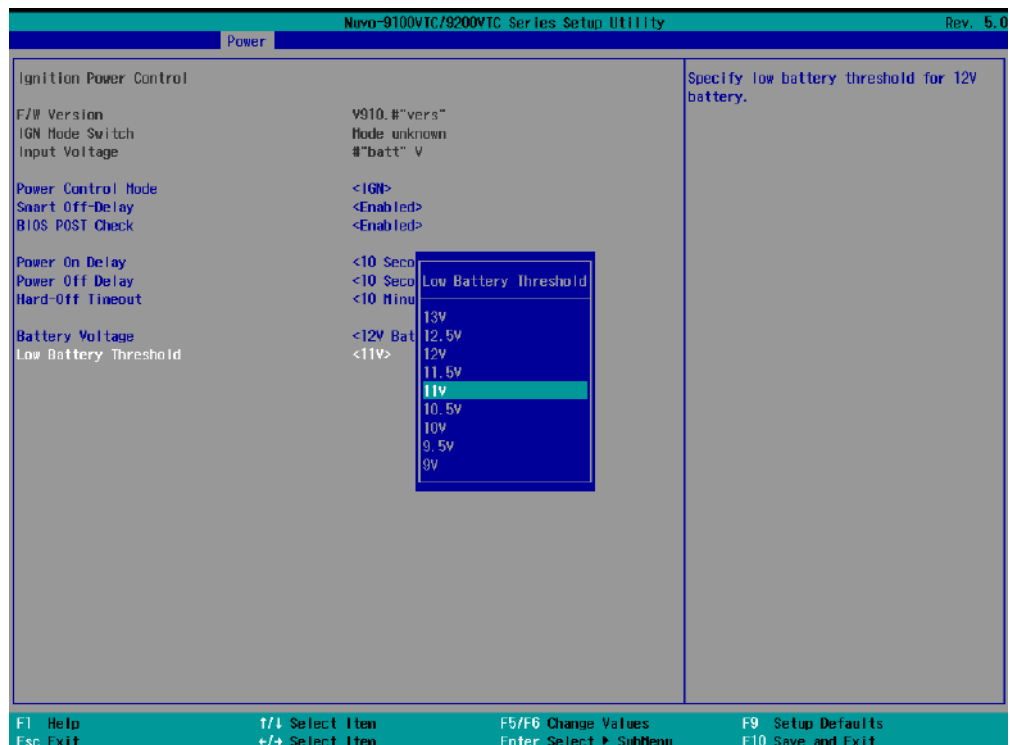 Nuvo-9100VTC/9200VTC Series Setup Utility Rev. 5.0
Power
Ignition Power Control
Specify low battery threshold for 12V
battery.
F/W Version V910.#"vers"
IGN Mode Switch Mode unknown
Input Voltage #"batt" V
Power Control Mode <IGN>
Smart Off-Delay <Enabled>
BIOS POST Check <Enabled>
Power On Delay <10 Seco
Power Off Delay <10 Seco
Hard-Off Timeout <10 Minu
Battery Voltage <12V Bat
Low Battery Threshold <11V>
Low Battery Threshold
13V
12.5V
12V
11.5V
11V
10.5V
10V
9.5V
9V
F1 Help ↑/↓ Select Item F5/F6 Change Values F9 Setup Defaults
Esc Exit ←/→ Select Item Enter Select ▶ SubMenu F10 Save and Exit